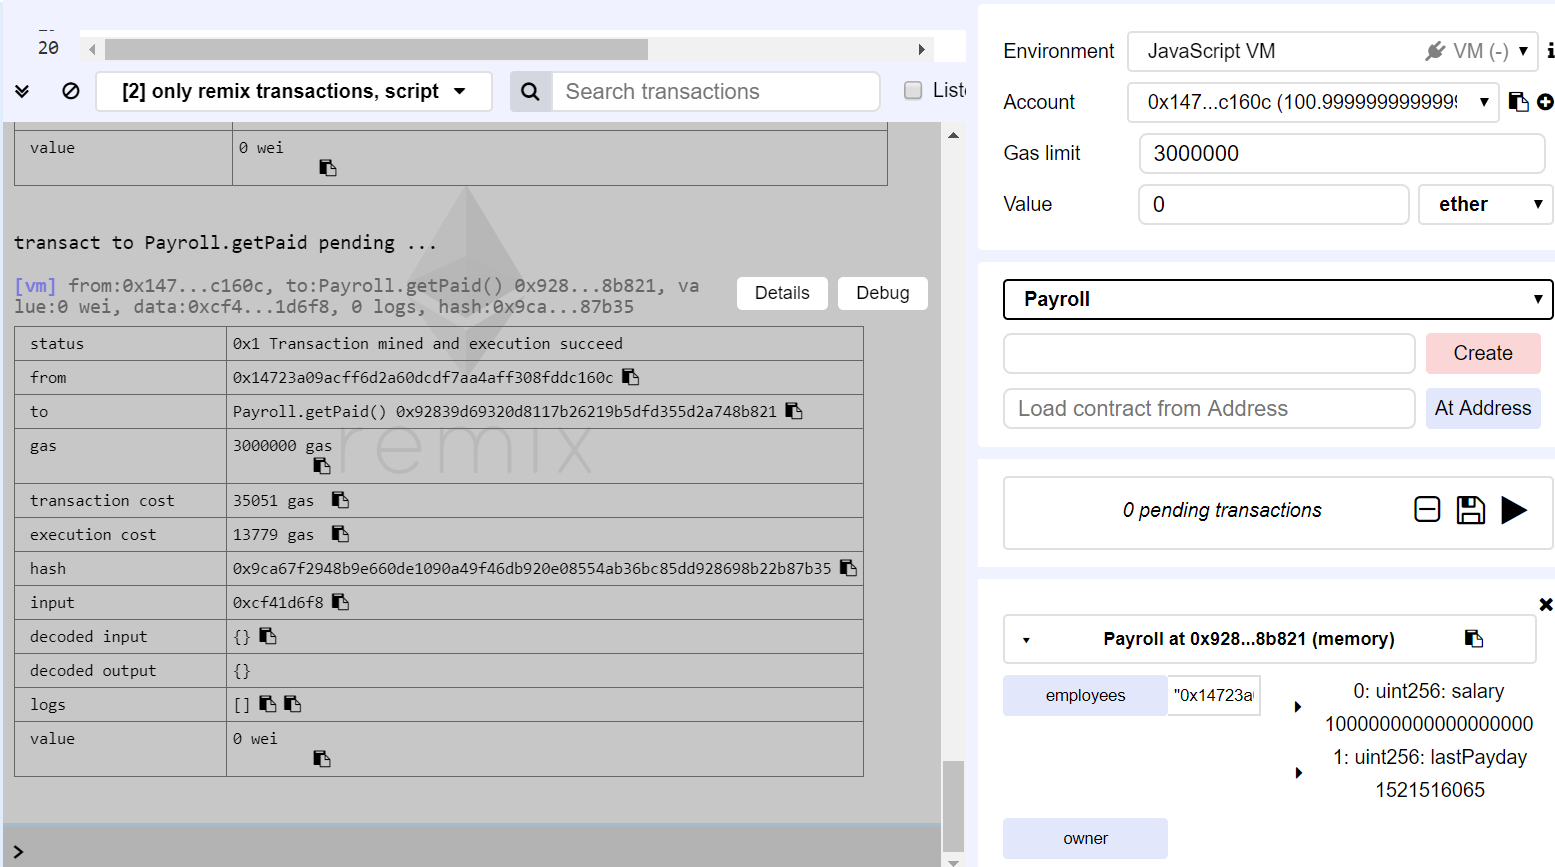 20
[2] only remix transactions, script
Search transactions
Liste
value 0 wei
transact to Payroll.getPaid pending ...
[vm] from:0x147...c160c, to:Payroll.getPaid() 0x928...8b821, va
lue:0 wei, data:0xcf4...1d6f8, 0 logs, hash:0x9ca...87b35
Details
Debug
status 0x1 Transaction mined and execution succeed
from 0x14723a09acff6d2a60dcdf7aa4aff308fddc160c
to Payroll.getPaid() 0x92839d69320d8117b26219b5dfd355d2a748b821
gas 3000000 gas
remix
transaction cost 35051 gas
execution cost 13779 gas
hash 0x9ca67f2948b9e660de1090a49f46db920e08554ab36bc85dd928698b22b87b35
input 0xcf41d6f8
decoded input {}
decoded output {}
logs []
value 0 wei
>
Environment JavaScript VM VM (-)
Account 0x147...c160c (100.9999999999999
Gas limit 3000000
Value 0 ether
Payroll
Create
Load contract from Address At Address
0 pending transactions
Payroll at 0x928...8b821 (memory)
employees "0x14723a0
0: uint256: salary
1000000000000000000
1: uint256: lastPayday
1521516065
owner